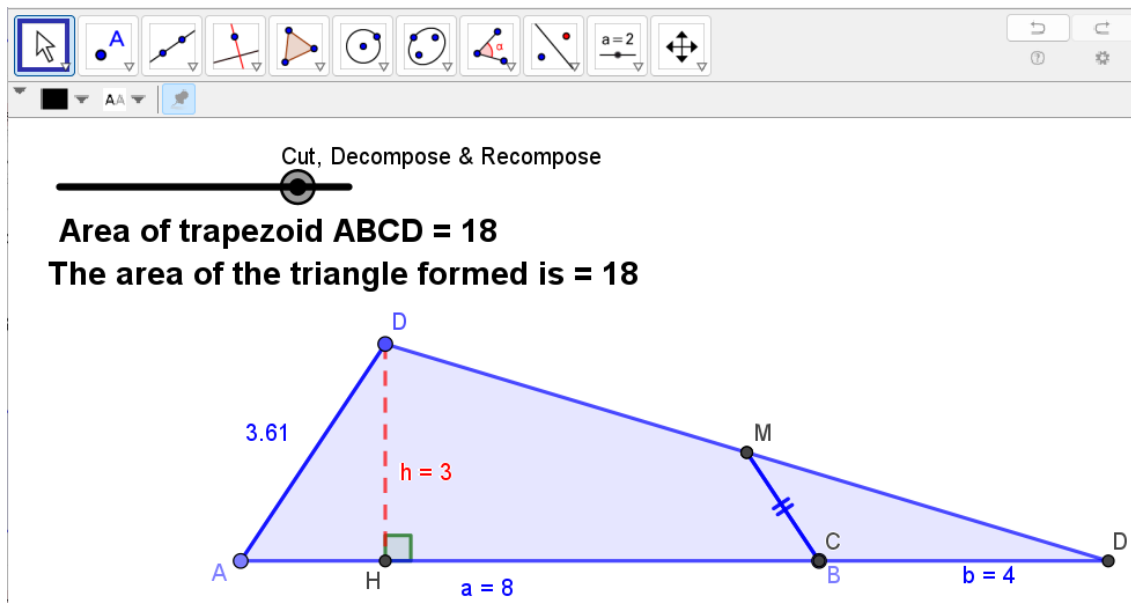 A
α
a = 2
AA
Cut, Decompose & Recompose
Area of trapezoid ABCD = 18
The area of the triangle formed is = 18
D
3.61
M
h = 3
C
D
A
H
a = 8
B
b = 4